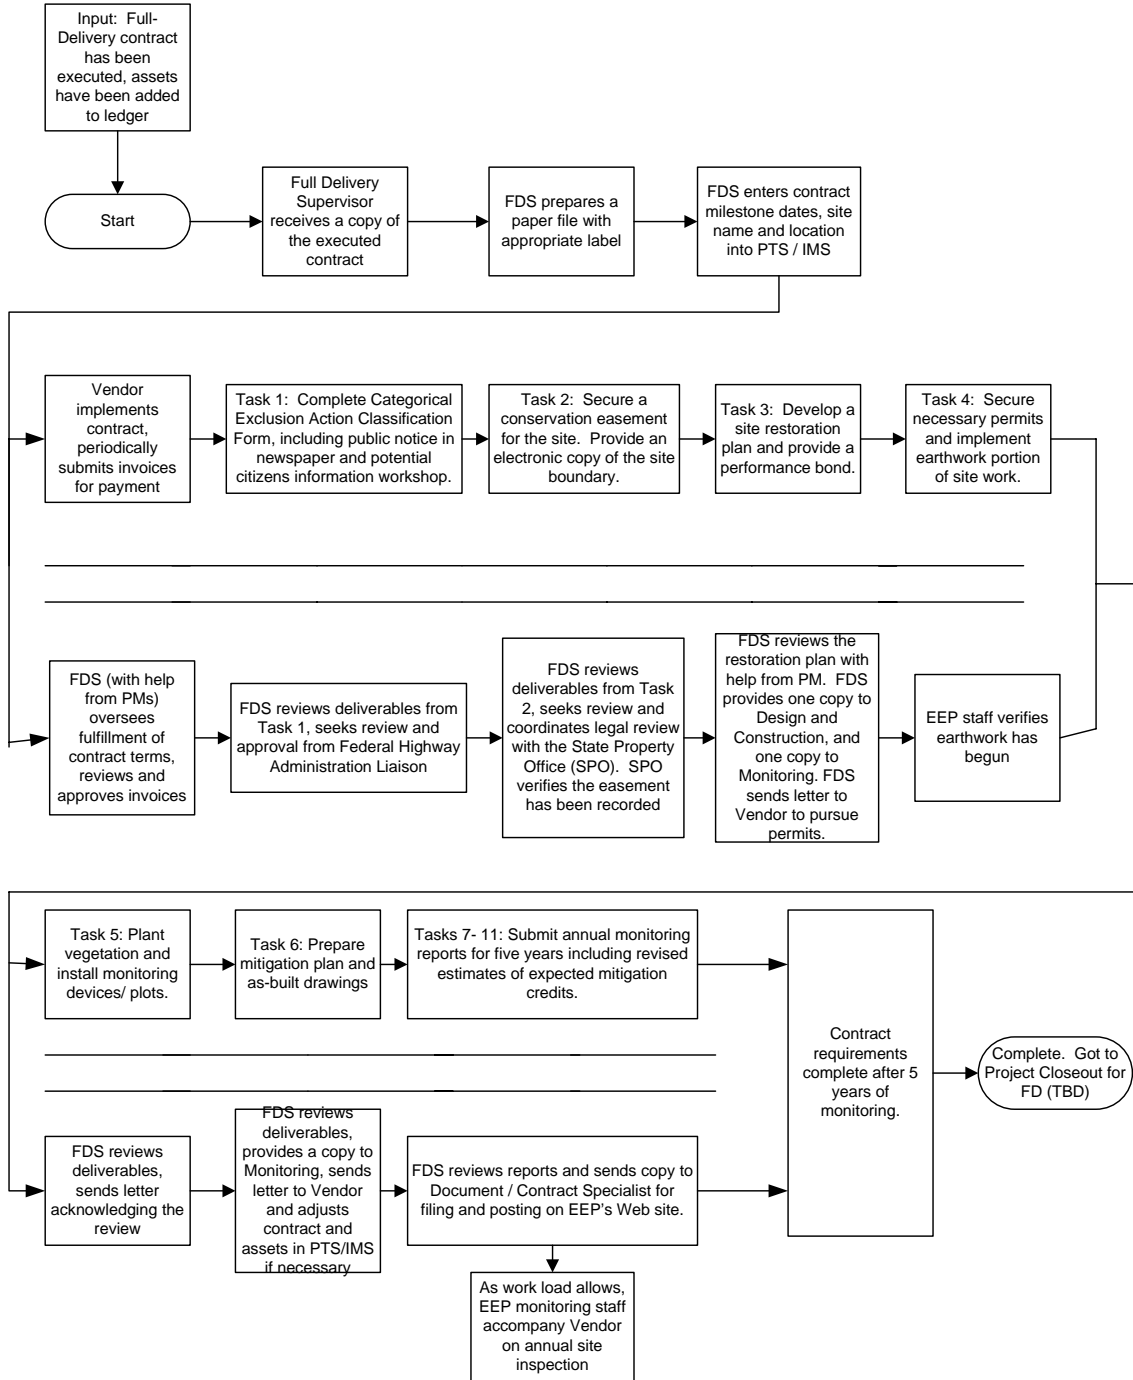 Input: Full-
Delivery contract
has been
executed, assets
have been added
to ledger
Start
Full Delivery
Supervisor
receives a copy of
the executed
contract
FDS prepares a
paper file with
appropriate label
FDS enters contract
milestone dates, site
name and location
into PTS / IMS
Vendor
implements
contract,
periodically
submits invoices
for payment
Task 1: Complete Categorical
Exclusion Action Classification
Form, including public notice in
newspaper and potential
citizens information workshop.
Task 2: Secure a
conservation easement
for the site. Provide an
electronic copy of the site
boundary.
Task 3: Develop a
site restoration
plan and provide a
performance bond.
Task 4: Secure
necessary permits
and implement
earthwork portion
of site work.
FDS (with help
from PMs)
oversees
fulfillment of
contract terms,
reviews and
approves invoices
FDS reviews deliverables from
Task 1, seeks review and
approval from Federal Highway
Administration Liaison
FDS reviews
deliverables from Task
2, seeks review and
coordinates legal review
with the State Property
Office (SPO). SPO
verifies the easement
has been recorded
FDS reviews the
restoration plan with
help from PM. FDS
provides one copy to
Design and
Construction, and
one copy to
Monitoring. FDS
sends letter to
Vendor to pursue
permits.
EEP staff verifies
earthwork has
begun
Task 5: Plant
vegetation and
install monitoring
devices/ plots.
Task 6: Prepare
mitigation plan and
as-built drawings
Tasks 7- 11: Submit annual monitoring
reports for five years including revised
estimates of expected mitigation
credits.
Contract
requirements
complete after 5
years of
monitoring.
Complete. Got to
Project Closeout for
FD (TBD)
FDS reviews
deliverables,
sends letter
acknowledging the
review
FDS reviews
deliverables,
provides a copy to
Monitoring, sends
letter to Vendor
and adjusts
contract and
assets in PTS/IMS
if necessary
FDS reviews reports and sends copy to
Document / Contract Specialist for
filing and posting on EEP's Web site.
As work load allows,
EEP monitoring staff
accompany Vendor
on annual site
inspection